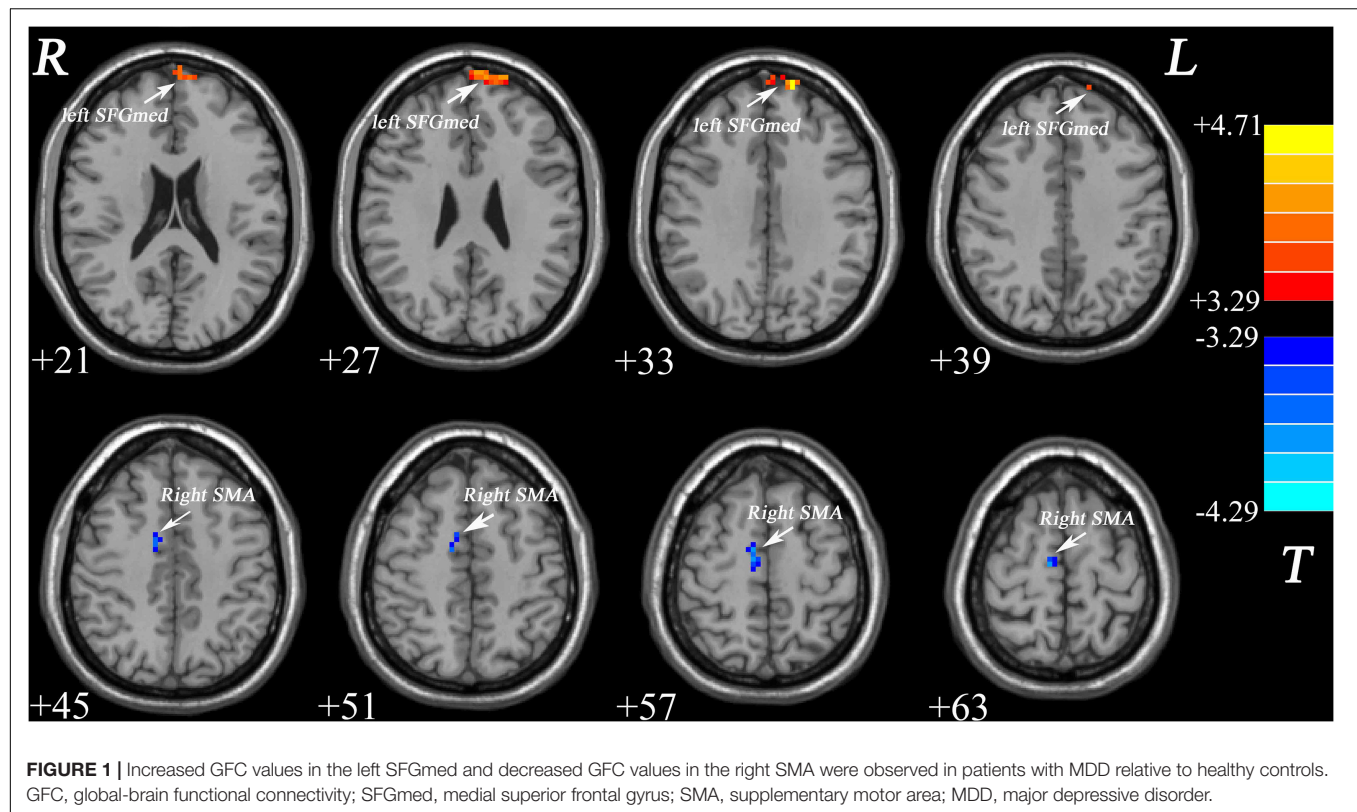 R
L
left SFGmed
left SFGmed
left SFGmed
left SFGmed
+4.71
+3.29
-3.29
-4.29
T
+21
+27
+33
+39
Right SMA
Right SMA
Right SMA
Right SMA
+45
+51
+57
+63
FIGURE 1 | Increased GFC values in the left SFGmed and decreased GFC values in the right SMA were observed in patients with MDD relative to healthy controls.
GFC, global-brain functional connectivity; SFGmed, medial superior frontal gyrus; SMA, supplementary motor area; MDD, major depressive disorder.